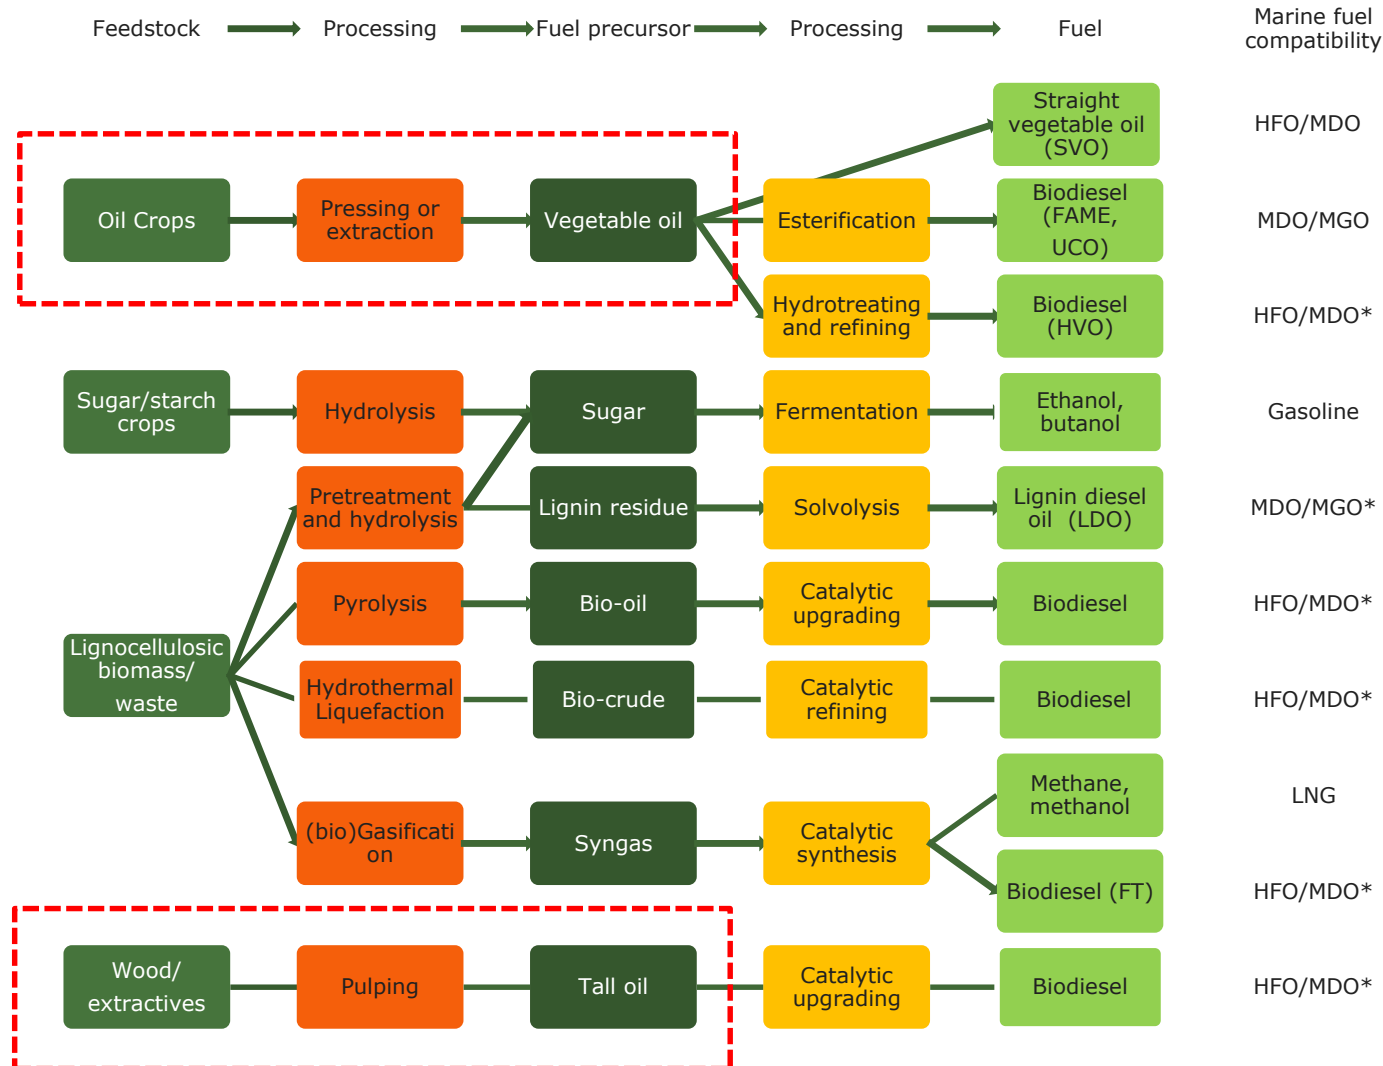 Feedstock
Processing
Fuel precursor
Processing
Fuel
Marine fuel
compatibility
Straight
vegetable oil
(SVO)
HFO/MDO
Oil Crops
Pressing or
extraction
Vegetable oil
Esterification
Biodiesel
(FAME,
UCO)
MDO/MGO
Hydrotreating
and refining
Biodiesel
(HVO)
HFO/MDO*
Sugar/starch
crops
Hydrolysis
Sugar
Fermentation
Ethanol,
butanol
Gasoline
Pretreatment
and hydrolysis
Lignin residue
Solvolysis
Lignin diesel
oil (LDO)
MDO/MGO*
Pyrolysis
Bio-oil
Catalytic
upgrading
Biodiesel
HFO/MDO*
Lignocellulosic
biomass/
waste
Hydrothermal
Liquefaction
Bio-crude
Catalytic
refining
Biodiesel
HFO/MDO*
Methane,
methanol
LNG
(bio)Gasificati
on
Syngas
Catalytic
synthesis
Biodiesel (FT)
HFO/MDO*
Wood/
extractives
Pulping
Tall oil
Catalytic
upgrading
Biodiesel
HFO/MDO*